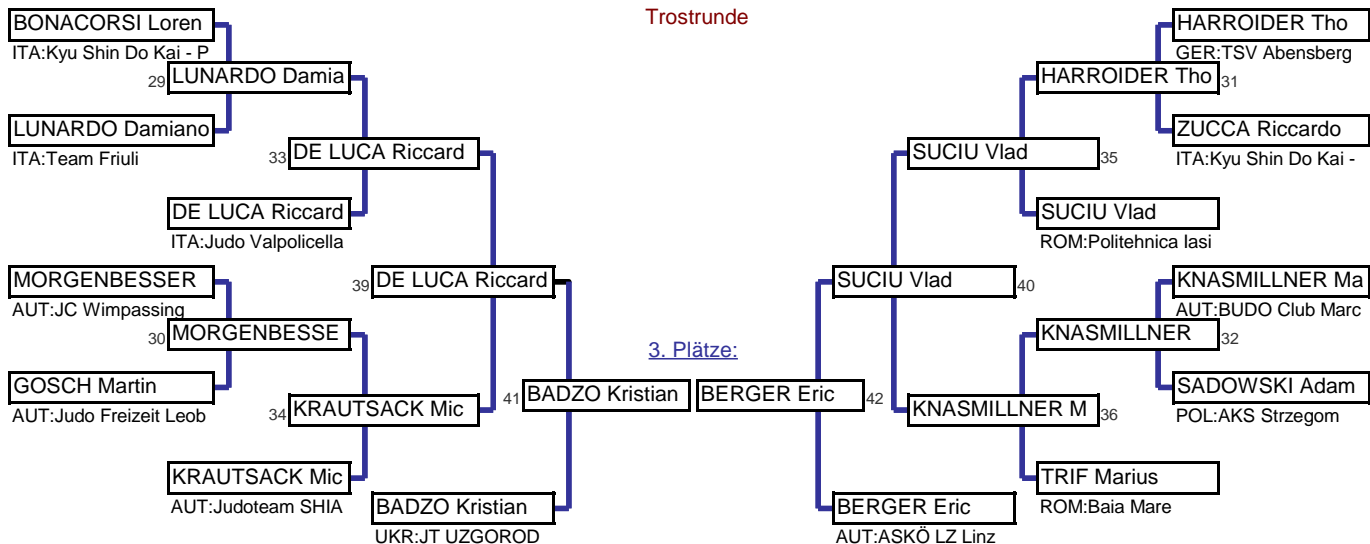 Trostrunde
BONACORSI Loren
ITA:Kyu Shin Do Kai - P
29 LUNARDO Damia
LUNARDO Damiano
ITA:Team Friuli
33 DE LUCA Riccard
DE LUCA Riccard
ITA:Judo Valpolicella
39 DE LUCA Riccard
MORGENBESSER
AUT:JC Wimpassing
30 MORGENBESSE
GOSCH Martin
AUT:Judo Freizeit Leob
34 KRAUTSACK Mic
KRAUTSACK Mic
AUT:Judoteam SHIA
41 BADZO Kristian
BADZO Kristian
UKR:JT UZGOROD
3. Plätze:
HARROIDER Tho
GER:TSV Abensberg
HARROIDER Tho 31
ZUCCA Riccardo
ITA:Kyu Shin Do Kai -
SUCIU Vlad 35
SUCIU Vlad
ROM:Politehnica Iasi
SUCIU Vlad 40
KNASMILLNER Ma
AUT:BUDO Club Marc
KNASMILLNER 32
SADOWSKI Adam
POL:AKS Strzegom
BERGER Eric 42
KNASMILLNER M 36
TRIF Marius
ROM:Baia Mare
BERGER Eric
AUT:ASKÖ LZ Linz